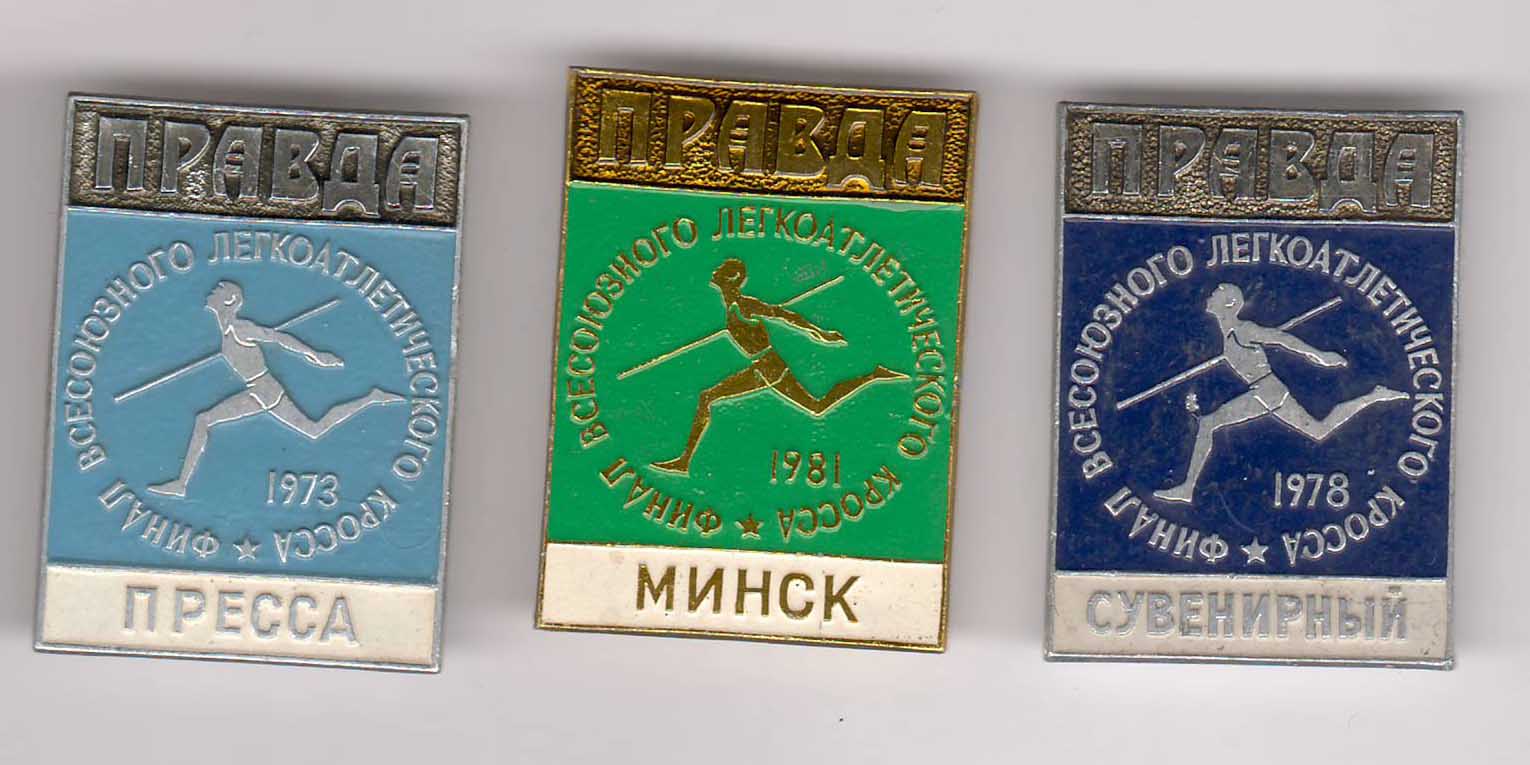 ПРАВДА
ФИНАЛ ВСЕСОЮЗНОГО ЛЕГКОАТЛЕТИЧЕСКОГО КРОССА
1973
ПРЕССА
ПРАВДА
ФИНАЛ ВСЕСОЮЗНОГО ЛЕГКОАТЛЕТИЧЕСКОГО КРОССА
1981
МИНСК
ПРАВДА
ФИНАЛ ВСЕСОЮЗНОГО ЛЕГКОАТЛЕТИЧЕСКОГО КРОССА
1978
СУВЕНИРНЫЙ